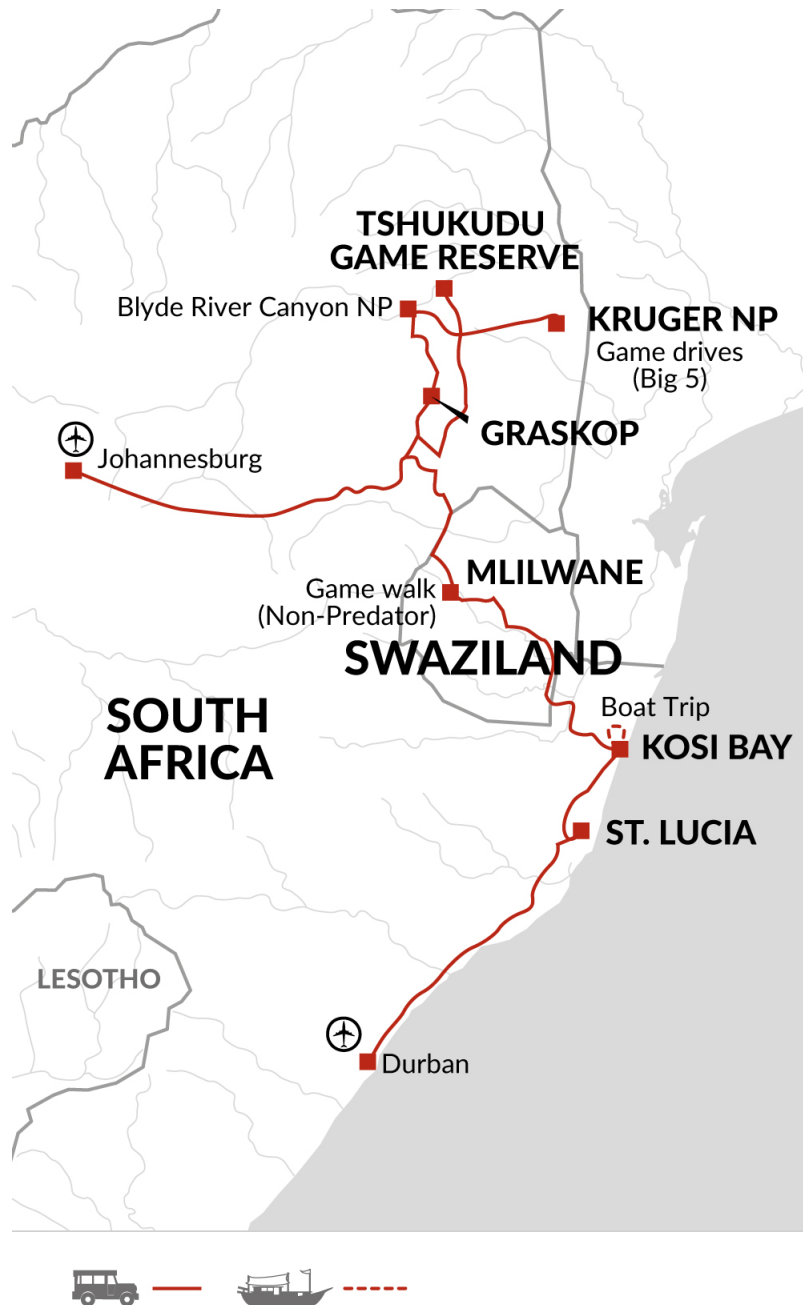 TSHUKUDU
GAME RESERVE
Blyde River Canyon NP
KRUGER NP
Game drives
(Big 5)
GRASKOP
Johannesburg
MLILWANE
Game walk
(Non-Predator)
SWAZILAND
SOUTH
AFRICA
Boat Trip
KOSI BAY
ST. LUCIA
LESOTHO
Durban